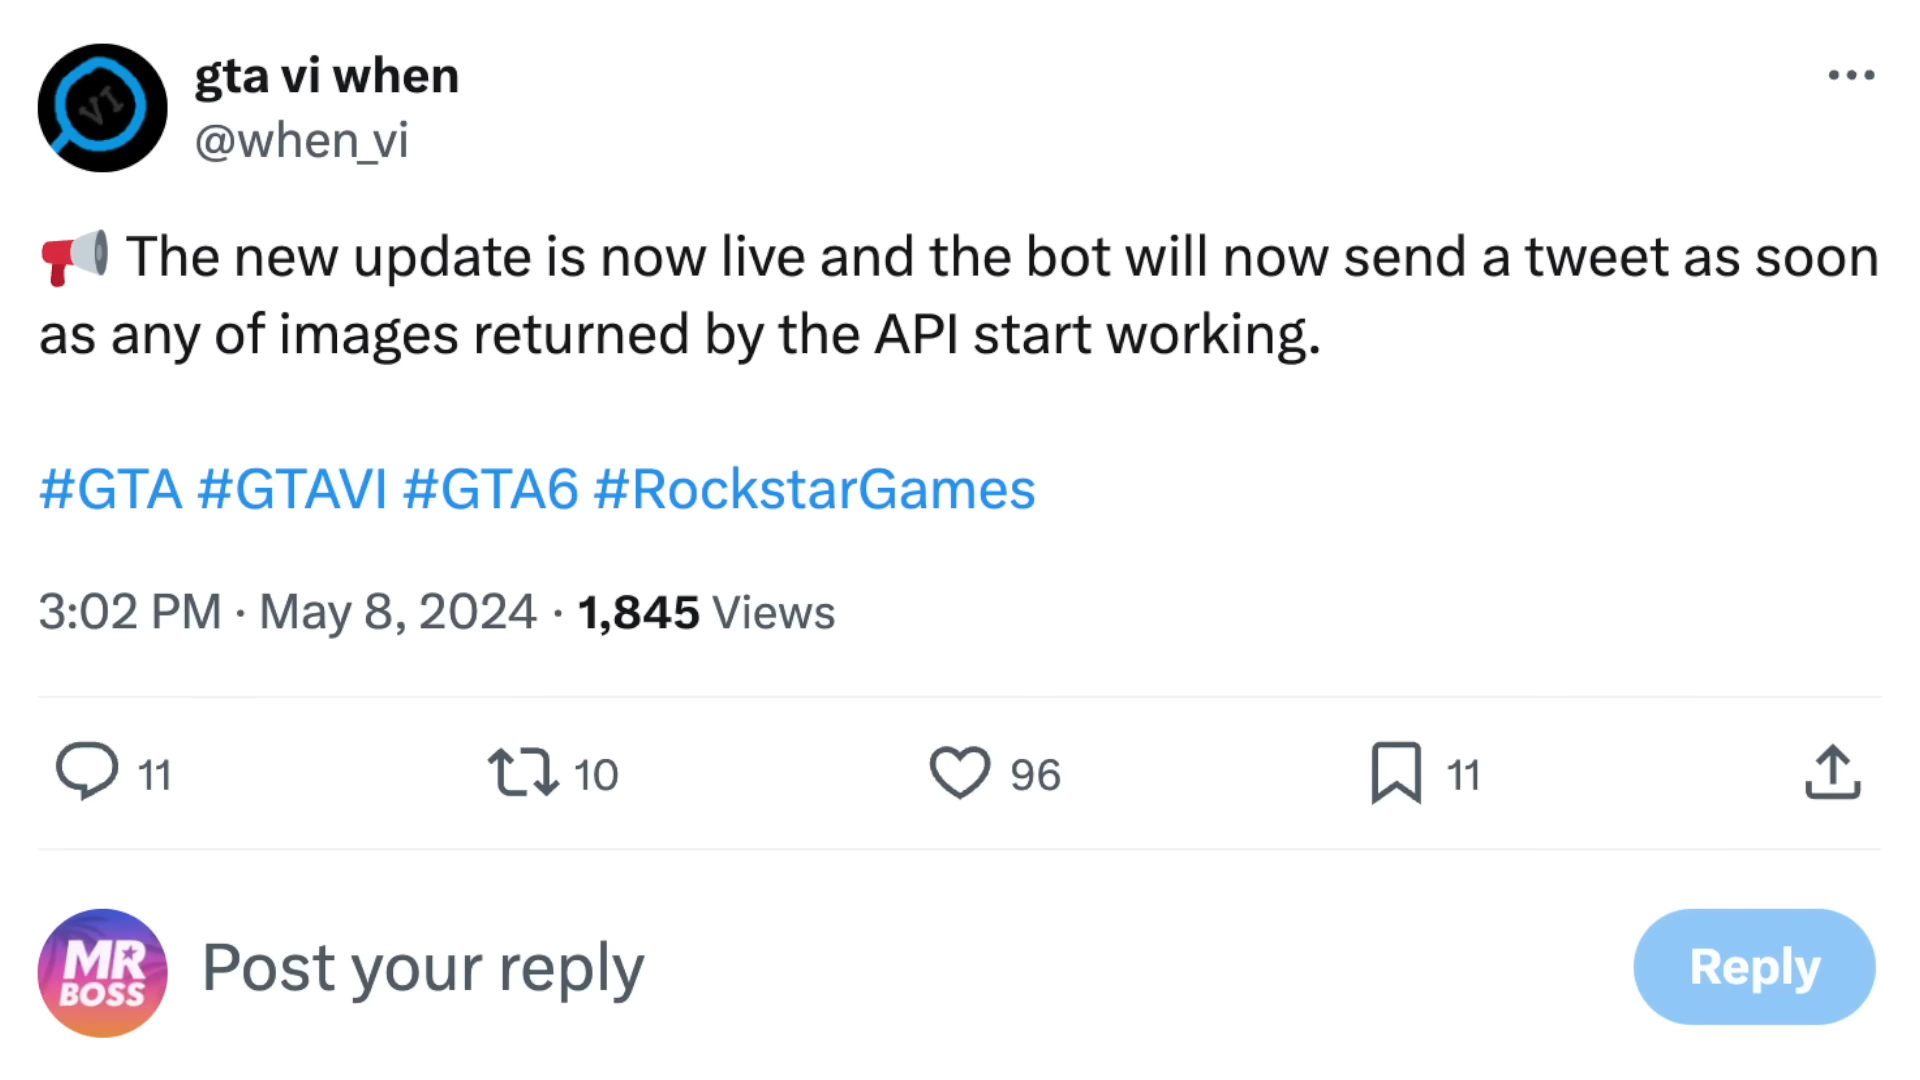 VI
gta vi when
@when_vi
📢 The new update is now live and the bot will now send a tweet as soon
as any of images returned by the API start working.
#GTA #GTAVI #GTA6 #RockstarGames
3:02 PM · May 8, 2024 · 1,845 Views
11 10 96 11
MR
BOSS
Post your reply
Reply